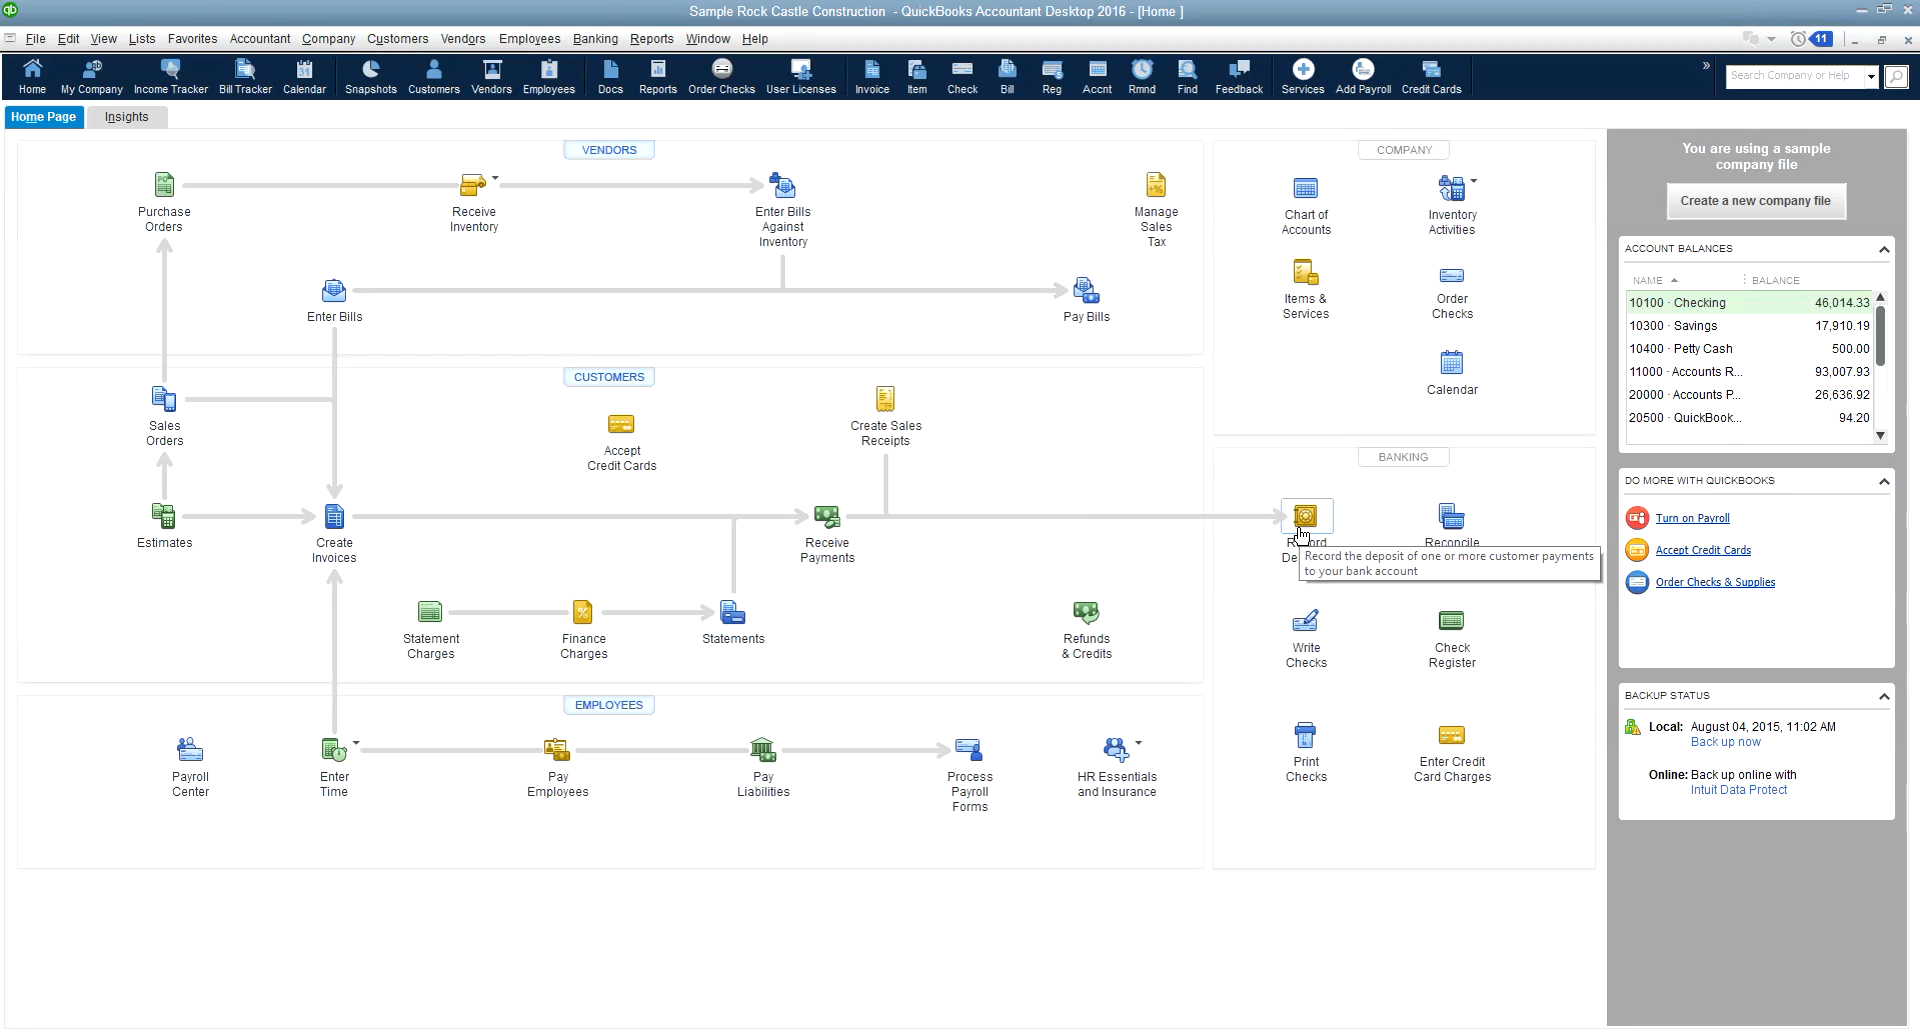 Sample Rock Castle Construction - QuickBooks Accountant Desktop 2016 - [Home ]
File Edit View Lists Favorites Accountant Company Customers Vendors Employees Banking Reports Window Help
11
Home My Company Income Tracker Bill Tracker Calendar Snapshots Customers Vendors Employees Docs Reports Order Checks User Licenses Invoice Item Check Bill Reg Accnt Rmnd Find Feedback Services Add Payroll Credit Cards
Search Company or Help
Home Page
Insights
VENDORS
Purchase
Orders
Receive
Inventory
Enter Bills
Against
Inventory
Manage
Sales
Tax
Enter Bills
Pay Bills
CUSTOMERS
Sales
Orders
Accept
Credit Cards
Create Sales
Receipts
Estimates
Create
Invoices
Receive
Payments
Statement
Charges
Finance
Charges
Statements
Refunds
& Credits
EMPLOYEES
Payroll
Center
Enter
Time
Pay
Employees
Pay
Liabilities
Process
Payroll
Forms
HR Essentials
and Insurance
COMPANY
Chart of
Accounts
Inventory
Activities
Items &
Services
Order
Checks
Calendar
BANKING
Reconcile
Record the deposit of one or more customer payments
to your bank account
Write
Checks
Check
Register
Print
Checks
Enter Credit
Card Charges
You are using a sample
company file
Create a new company file
ACCOUNT BALANCES
NAME BALANCE
10100 · Checking 46,014.33
10300 · Savings 17,910.19
10400 · Petty Cash 500.00
11000 · Accounts R... 93,007.93
20000 · Accounts P... 26,636.92
20500 · QuickBook... 94.20
DO MORE WITH QUICKBOOKS
Turn on Payroll
Accept Credit Cards
Order Checks & Supplies
BACKUP STATUS
Local: August 04, 2015, 11:02 AM
Back up now
Online: Back up online with
Intuit Data Protect